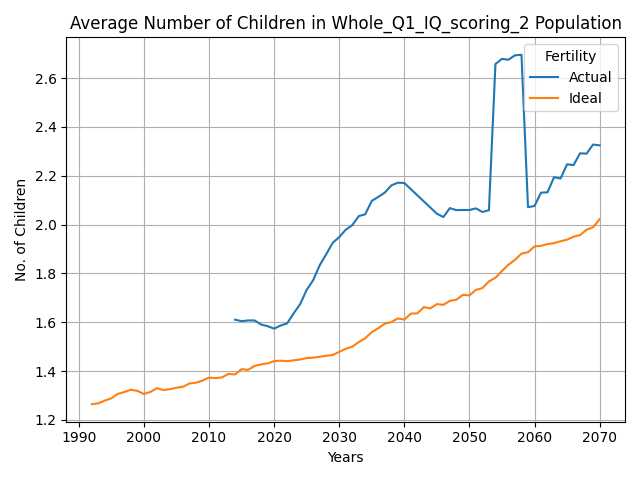 Average Number of Children in Whole_Q1_IQ_scoring_2 Population
Fertility
Actual
Ideal
No. of Children
2.6
2.4
2.2
2.0
1.8
1.6
1.4
1.2
1990 2000 2010 2020 2030 2040 2050 2060 2070
Years